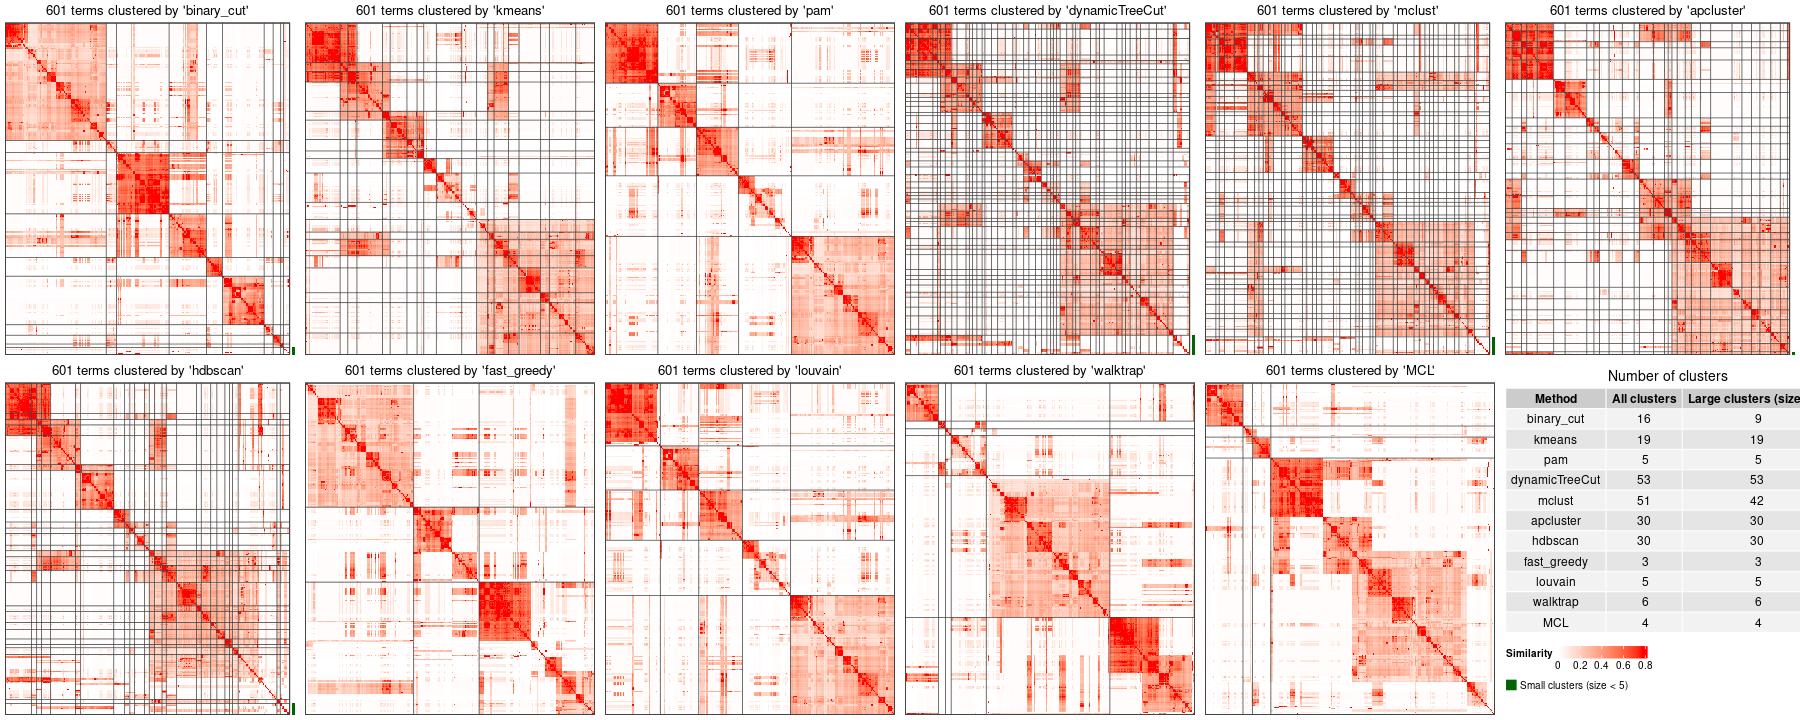 601 terms clustered by 'binary_cut'
601 terms clustered by 'kmeans'
601 terms clustered by 'pam'
601 terms clustered by 'dynamicTreeCut'
601 terms clustered by 'mclust'
601 terms clustered by 'apcluster'
601 terms clustered by 'hdbscan'
601 terms clustered by 'fast_greedy'
601 terms clustered by 'louvain'
601 terms clustered by 'walktrap'
601 terms clustered by 'MCL'
Number of clusters
Method All clusters Large clusters (size
binary_cut 16 9
kmeans 19 19
pam 5 5
dynamicTreeCut 53 53
mclust 51 42
apcluster 30 30
hdbscan 30 30
fast_greedy 3 3
louvain 5 5
walktrap 6 6
MCL 4 4
Similarity
0 0.2 0.4 0.6 0.8
Small clusters (size < 5)